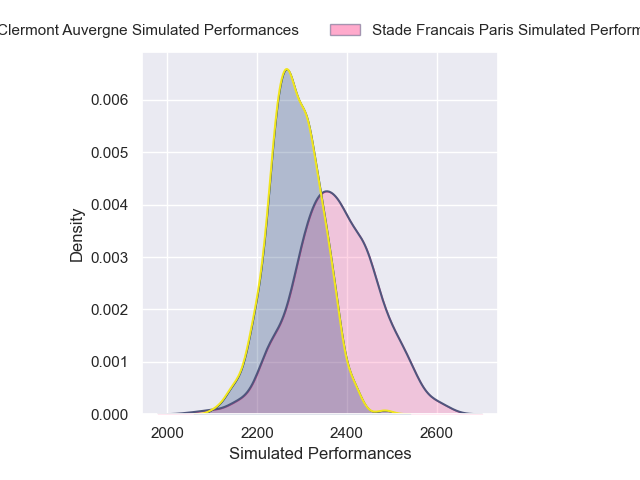 Clermont Auvergne Simulated Performances
Stade Francais Paris Simulated Perform
0.006
0.005
0.004
0.003
0.002
0.001
0.000
Density
2000 2200 2400 2600
Simulated Performances